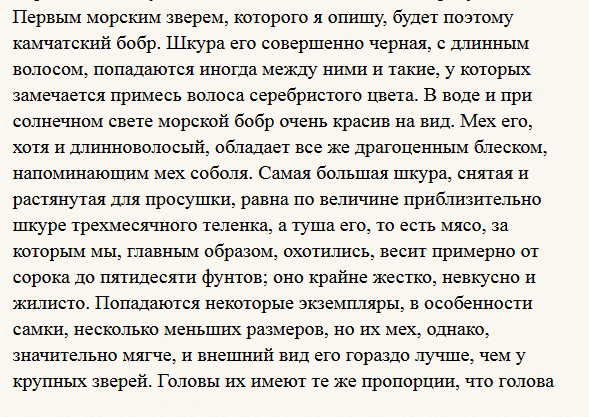 Первым морским зверем, которого я опишу, будет поэтому
камчатский бобр. Шкура его совершенно черная, с длинным
волосом, попадаются иногда между ними и такие, у которых
замечается примесь волоса серебристого цвета. В воде и при
солнечном свете морской бобр очень красив на вид. Мех его,
хотя и длинноволосый, обладает все же драгоценным блеском,
напоминающим мех соболя. Самая большая шкура, снятая и
растянутая для просушки, равна по величине приблизительно
шкуре трехмесячного теленка, а туша его, то есть мясо, за
которым мы, главным образом, охотились, весит примерно от
сорока до пятидесяти фунтов; оно крайне жестко, невкусно и
жилисто. Попадаются некоторые экземпляры, в особенности
самки, несколько меньших размеров, но их мех, однако,
значительно мягче, и внешний вид его гораздо лучше, чем у
крупных зверей. Головы их имеют те же пропорции, что голова